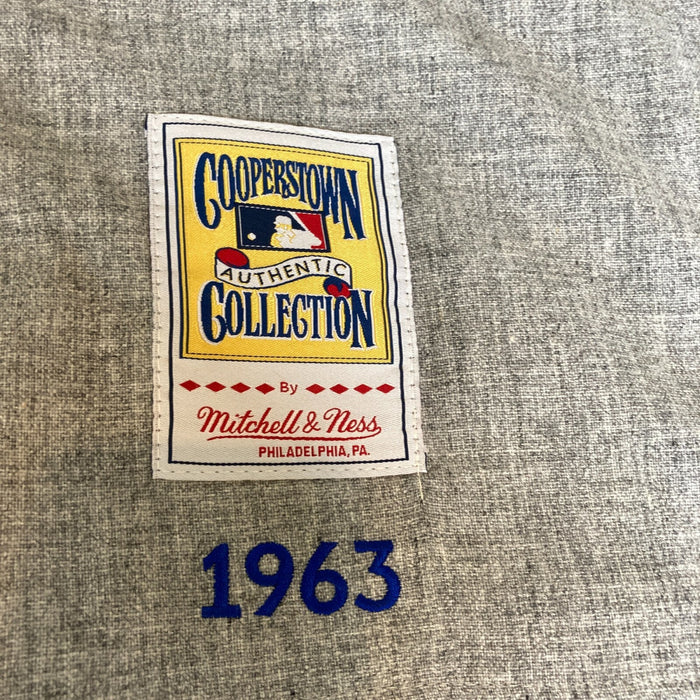 COOPERSTOWN
AUTHENTIC
COLLECTION
By
Mitchell & Ness
PHILADELPHIA, PA.
1963